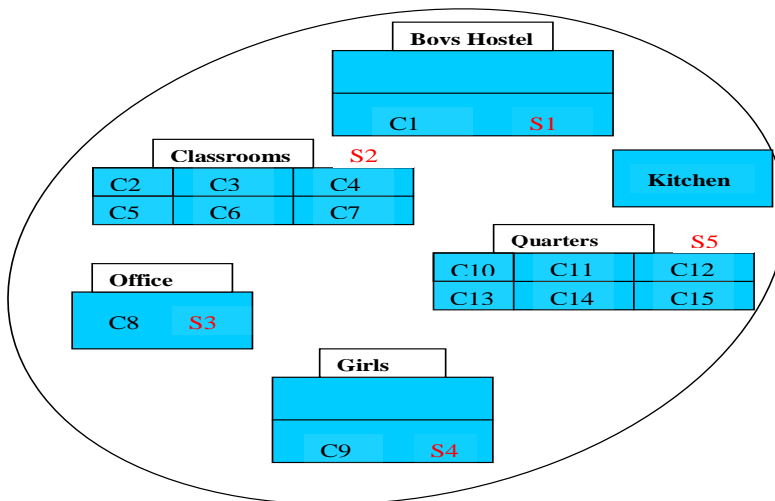 Bovs Hostel
C1 S1
Classrooms S2
C2 C3 C4
C5 C6 C7
Kitchen
Quarters S5
C10 C11 C12
C13 C14 C15
Office
C8 S3
Girls
C9 S4